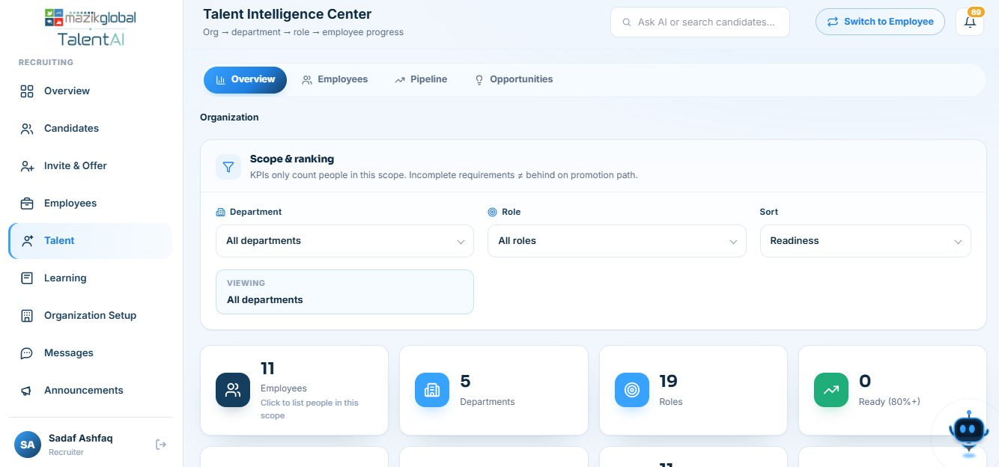 mazikglobal
TalentAI
RECRUITING
Overview
Candidates
Invite & Offer
Employees
Talent
Learning
Organization Setup
Messages
Announcements
SA
Sadaf Ashfaq
Recruiter
Talent Intelligence Center
Org → department → role → employee progress
Ask AI or search candidates...
Switch to Employee
69
Overview
Employees
Pipeline
Opportunities
Organization
Scope & ranking
KPIs only count people in this scope. Incomplete requirements ≠ behind on promotion path.
Department
Role
Sort
All departments
All roles
Readiness
VIEWING
All departments
11
Employees
Click to list people in this
scope
5
Departments
19
Roles
0
Ready (80%+)